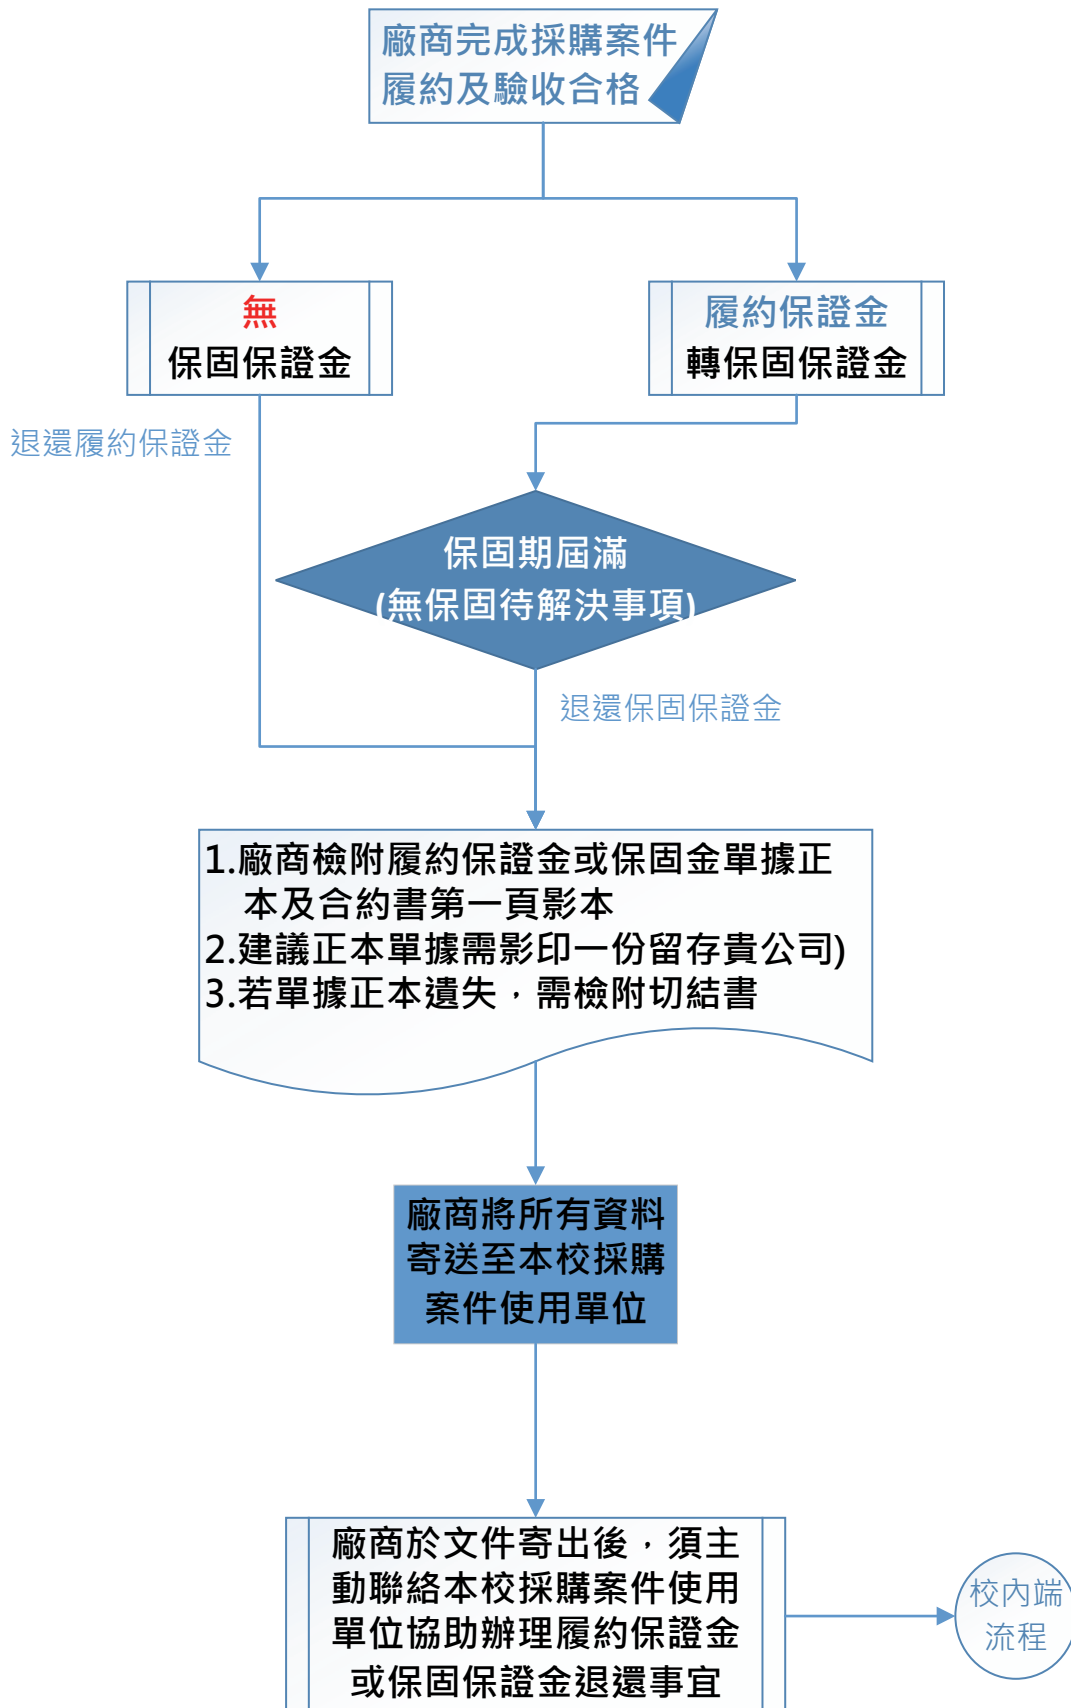 廠商完成採購案件
履約及驗收合格
無
保固保證金
履約保證金
轉保固保證金
退還履約保證金
保固期屆滿
(無保固待解決事項)
退還保固保證金
1.廠商檢附履約保證金或保固金單據正
本及合約書第一頁影本
2.建議正本單據需影印一份留存貴公司)
3.若單據正本遺失，需檢附切結書
廠商將所有資料
寄送至本校採購
案件使用單位
廠商於文件寄出後，須主
動聯絡本校採購案件使用
單位協助辦理履約保證金
或保固保證金退還事宜
校內端
流程